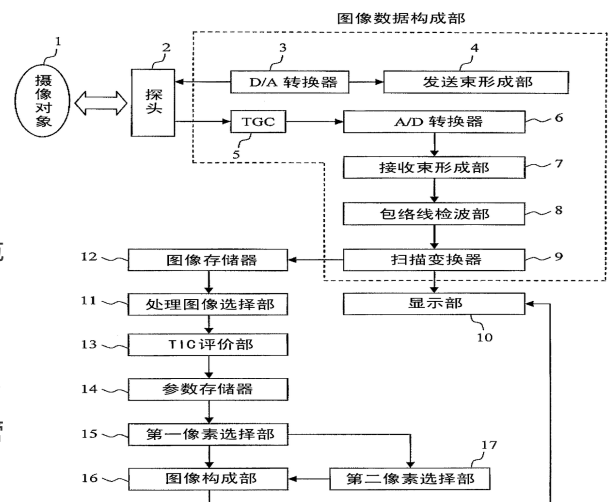 图像数据构成部
1
2
3
4
摄像对象
探头
D/A 转换器
发送束形成部
TGC
A/D 转换器
6
5
接收束形成部
7
包络线检波部
8
12
图像存储器
扫描变换器
9
11
处理图像选择部
显示部
10
13
TIC评价部
14
参数存储器
15
第一像素选择部
17
16
图像构成部
第二像素选择部